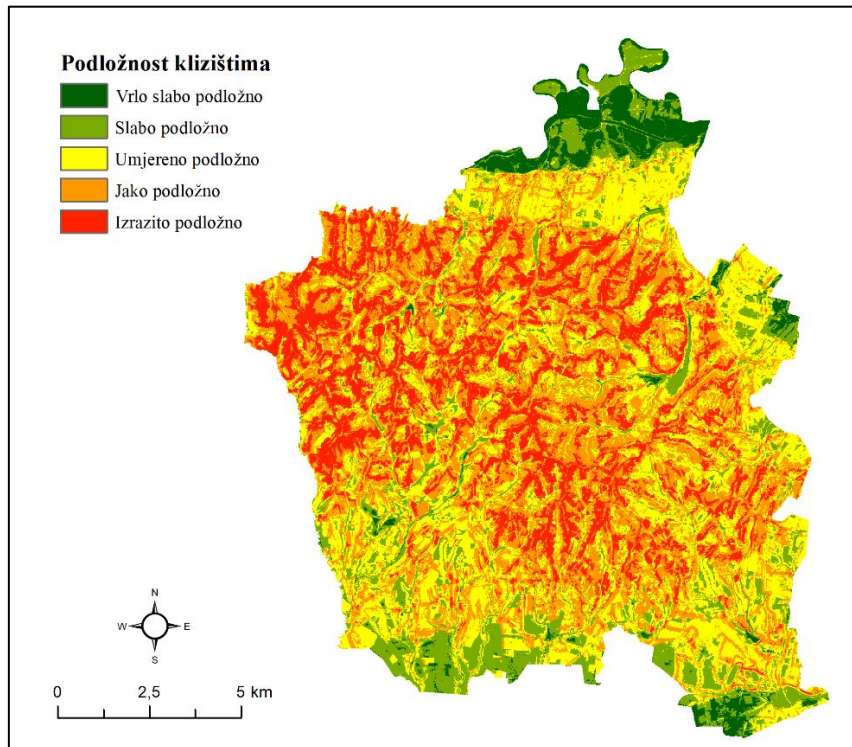 Podložnost klizištima
Vrlo slabo podložno
Slabo podložno
Umjereno podložno
Jako podložno
Izrazito podložno
N
W E
S
0 2,5 5 km